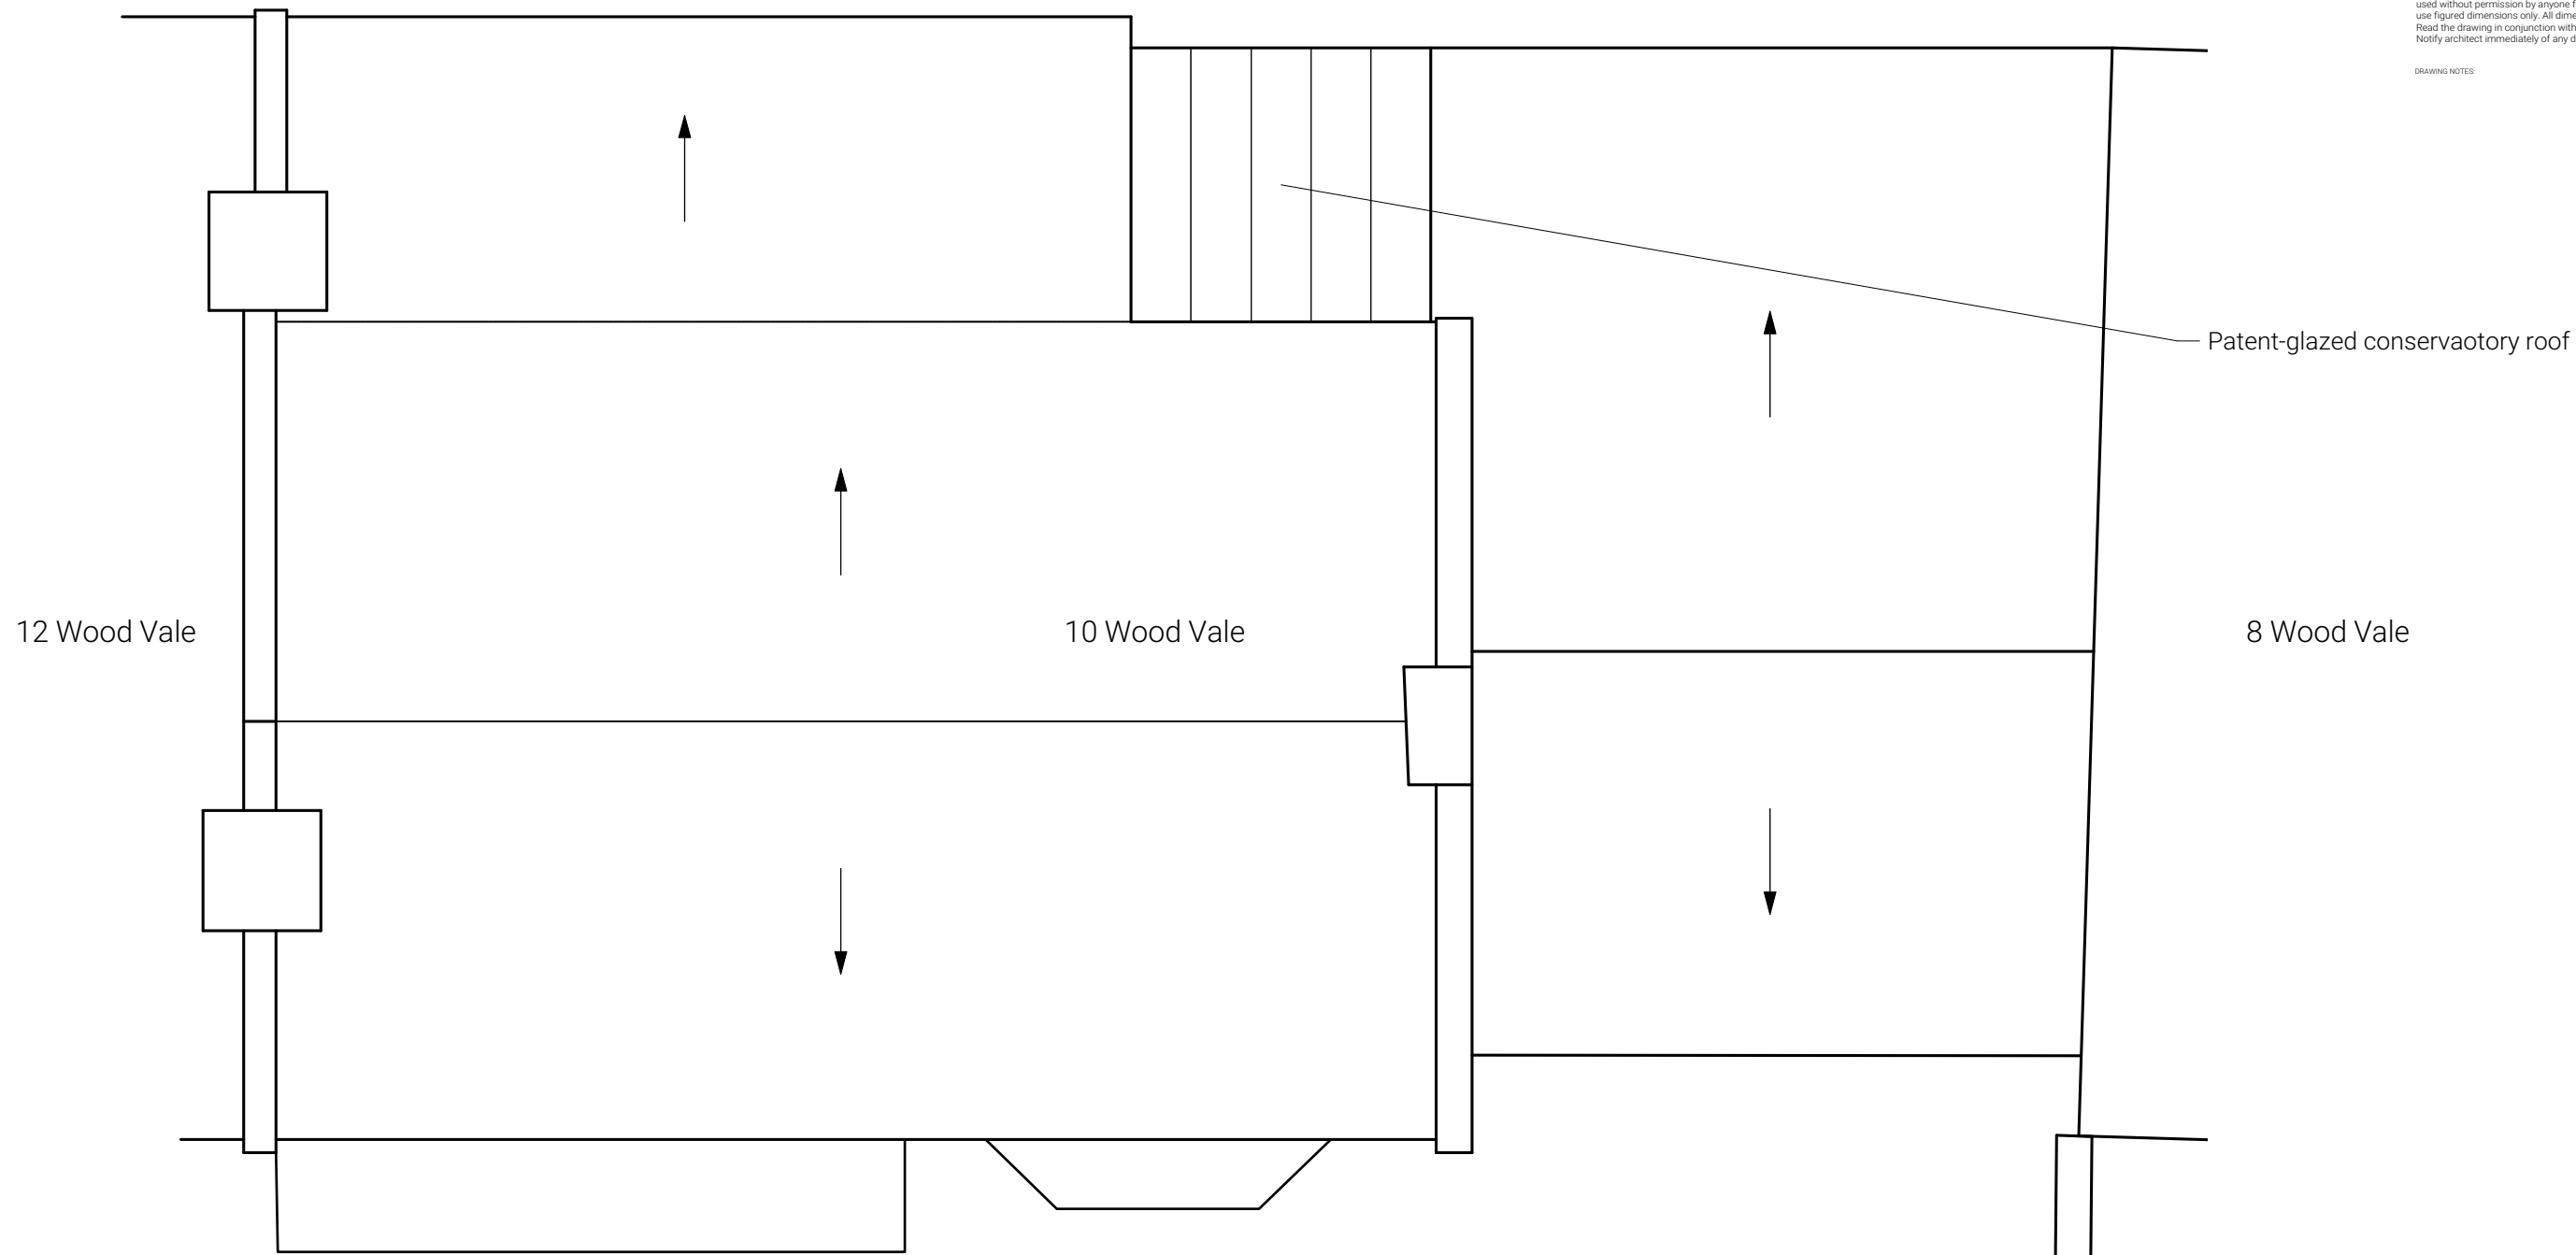 used without permission by anyone f
use figured dimensions only. All dime
Read the drawing in conjunction with
Notify architect immediately of any d
DRAWING NOTES:
Patent-glazed conservaotory roof
12 Wood Vale
10 Wood Vale
8 Wood Vale